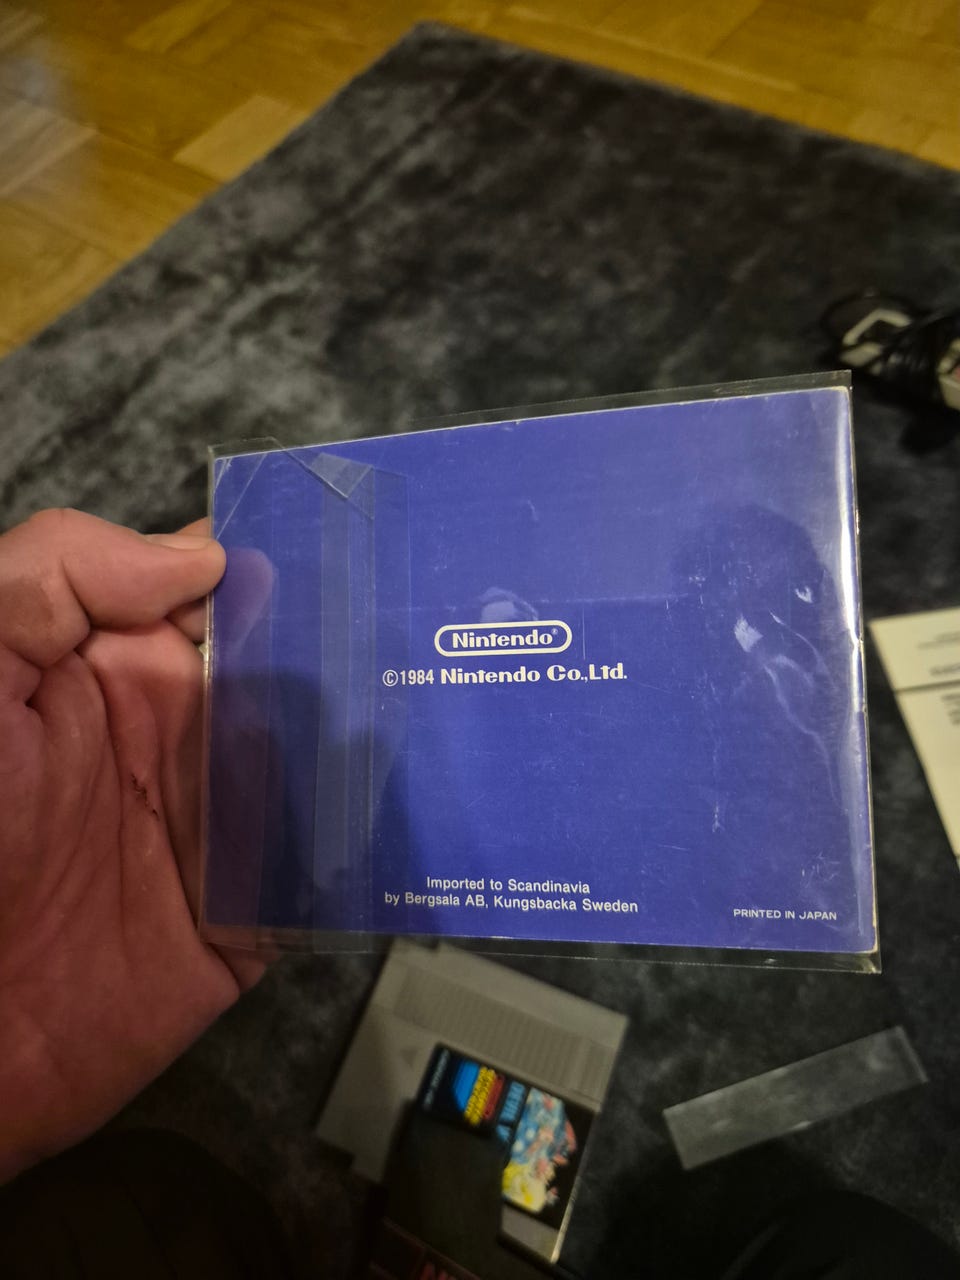 Nintendo®
©1984 Nintendo Co.,Ltd.
Imported to Scandinavia
by Bergsala AB, Kungsbacka Sweden
PRINTED IN JAPAN